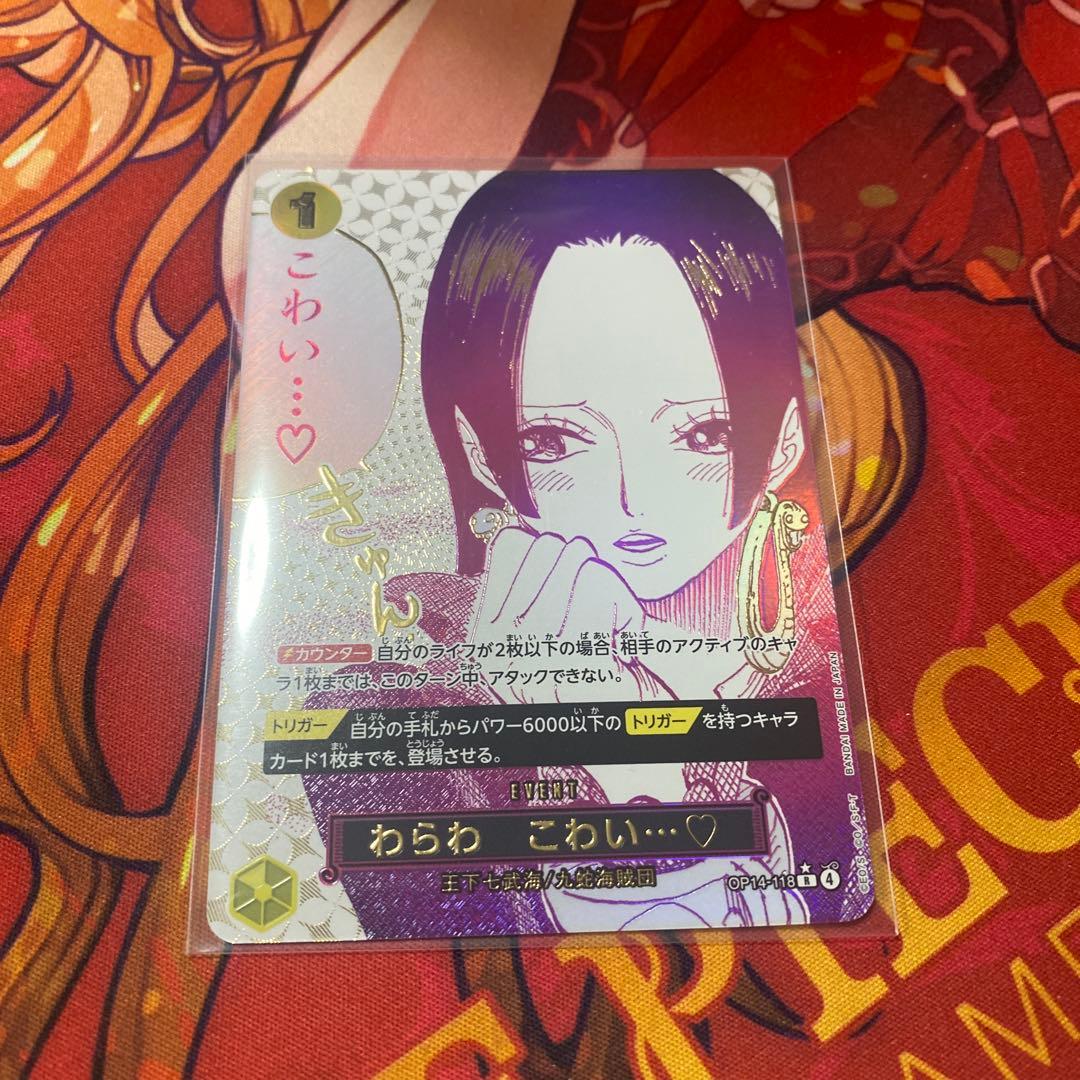 1
こわい…♡
きゅん
カウンター 自分のライフが2枚以下の場合、相手のアクティブのキャ
ラ1枚までは、このターン中、アタックできない。
トリガー 自分の手札からパワー6000以下の トリガー を持つキャラ
カード1枚までを、登場させる。
EVENT
わらわ こわい…♡
王下七武海/九蛇海賊団
OP14-118 R 4
BANDAI MADE IN JAPAN